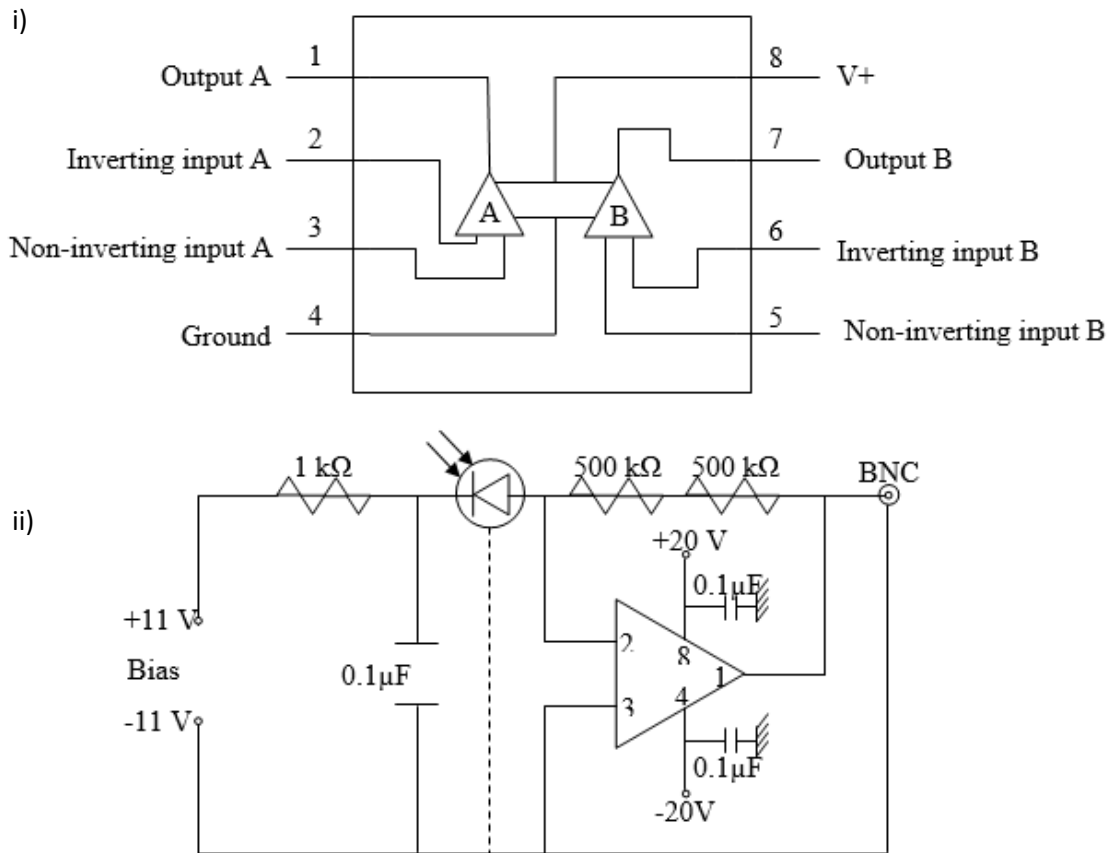 i)
1
Output A
8
V+
2
Inverting input A
7
Output B
3
Non-inverting input A
A
B
6
Inverting input B
4
Ground
5
Non-inverting input B
ii)
1 kΩ
500 kΩ 500 kΩ
BNC
+20 V
0.1μF
+11 V
Bias
-11 V
0.1μF
2
8
1
3
4
0.1μF
-20V